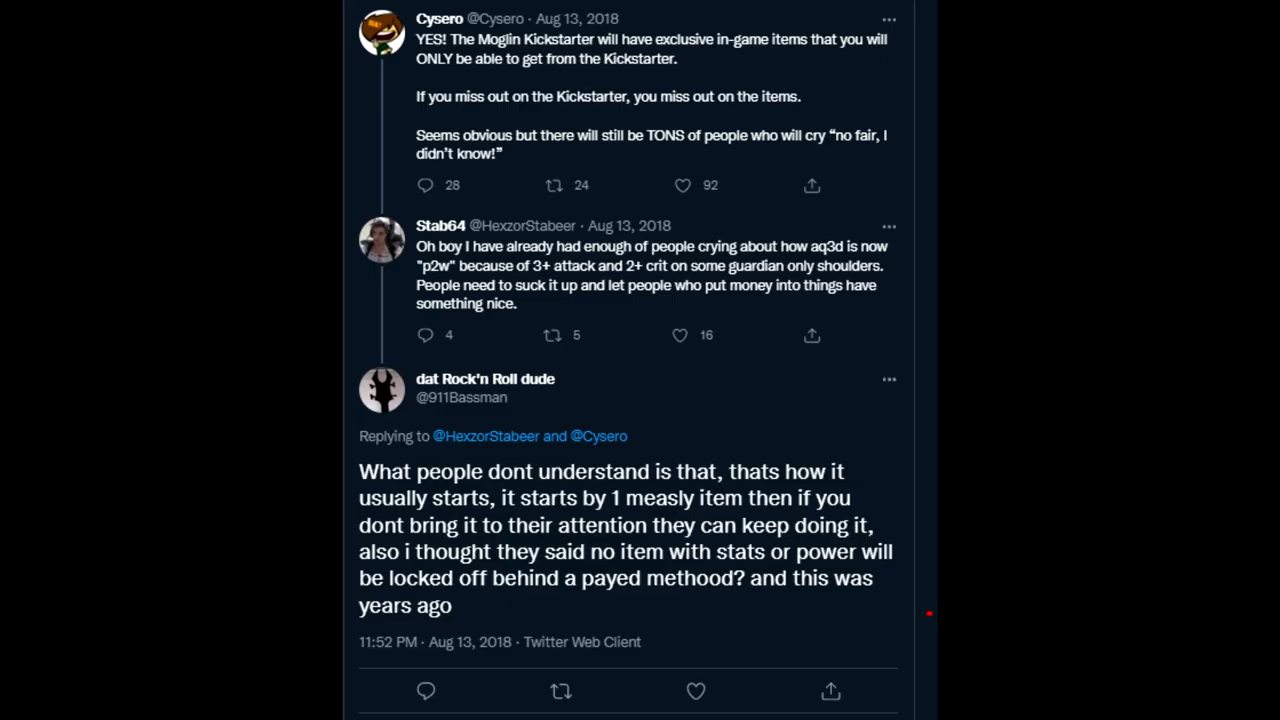 Cysero @Cysero · Aug 13, 2018
YES! The Moglin Kickstarter will have exclusive in-game items that you will
ONLY be able to get from the Kickstarter.
If you miss out on the Kickstarter, you miss out on the items.
Seems obvious but there will still be TONS of people who will cry “no fair, I
didn’t know!”
28 24 92
Stab64 @HexzorStabeer · Aug 13, 2018
Oh boy I have already had enough of people crying about how aq3d is now
"p2w" because of 3+ attack and 2+ crit on some guardian only shoulders.
People need to suck it up and let people who put money into things have
something nice.
4 5 16
dat Rock'n Roll dude
@911Bassman
Replying to @HexzorStabeer and @Cysero
What people dont understand is that, thats how it
usually starts, it starts by 1 measly item then if you
dont bring it to their attention they can keep doing it,
also i thought they said no item with stats or power will
be locked off behind a payed methood? and this was
years ago
11:52 PM · Aug 13, 2018 · Twitter Web Client